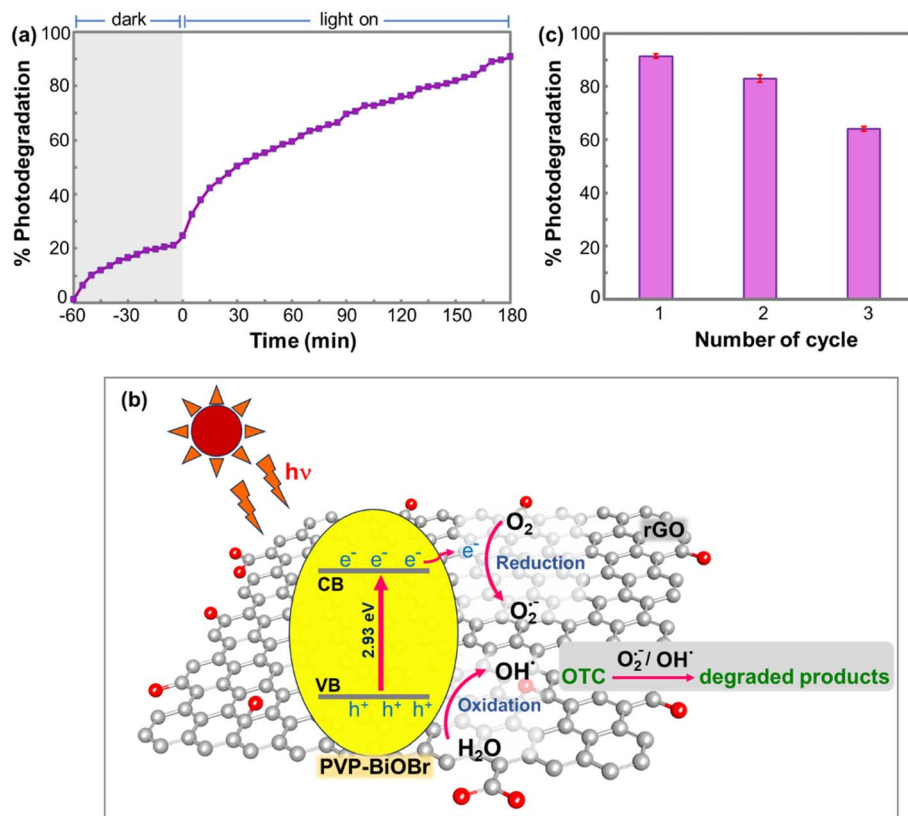 dark light on
(a)
% Photodegradation
100
80
60
40
20
0
-60 -30 0 30 60 90 120 150 180
Time (min)
(c)
% Photodegradation
100
80
60
40
20
0
1 2 3
Number of cycle
(b)
hν
O₂
rGO
e⁻ e⁻ e⁻ e⁻
Reduction
CB
2.93 eV
O₂·⁻
OH·
O₂·⁻/ OH·
OTC degraded products
VB
h⁺ h⁺ h⁺
Oxidation
H₂O
PVP-BiOBr